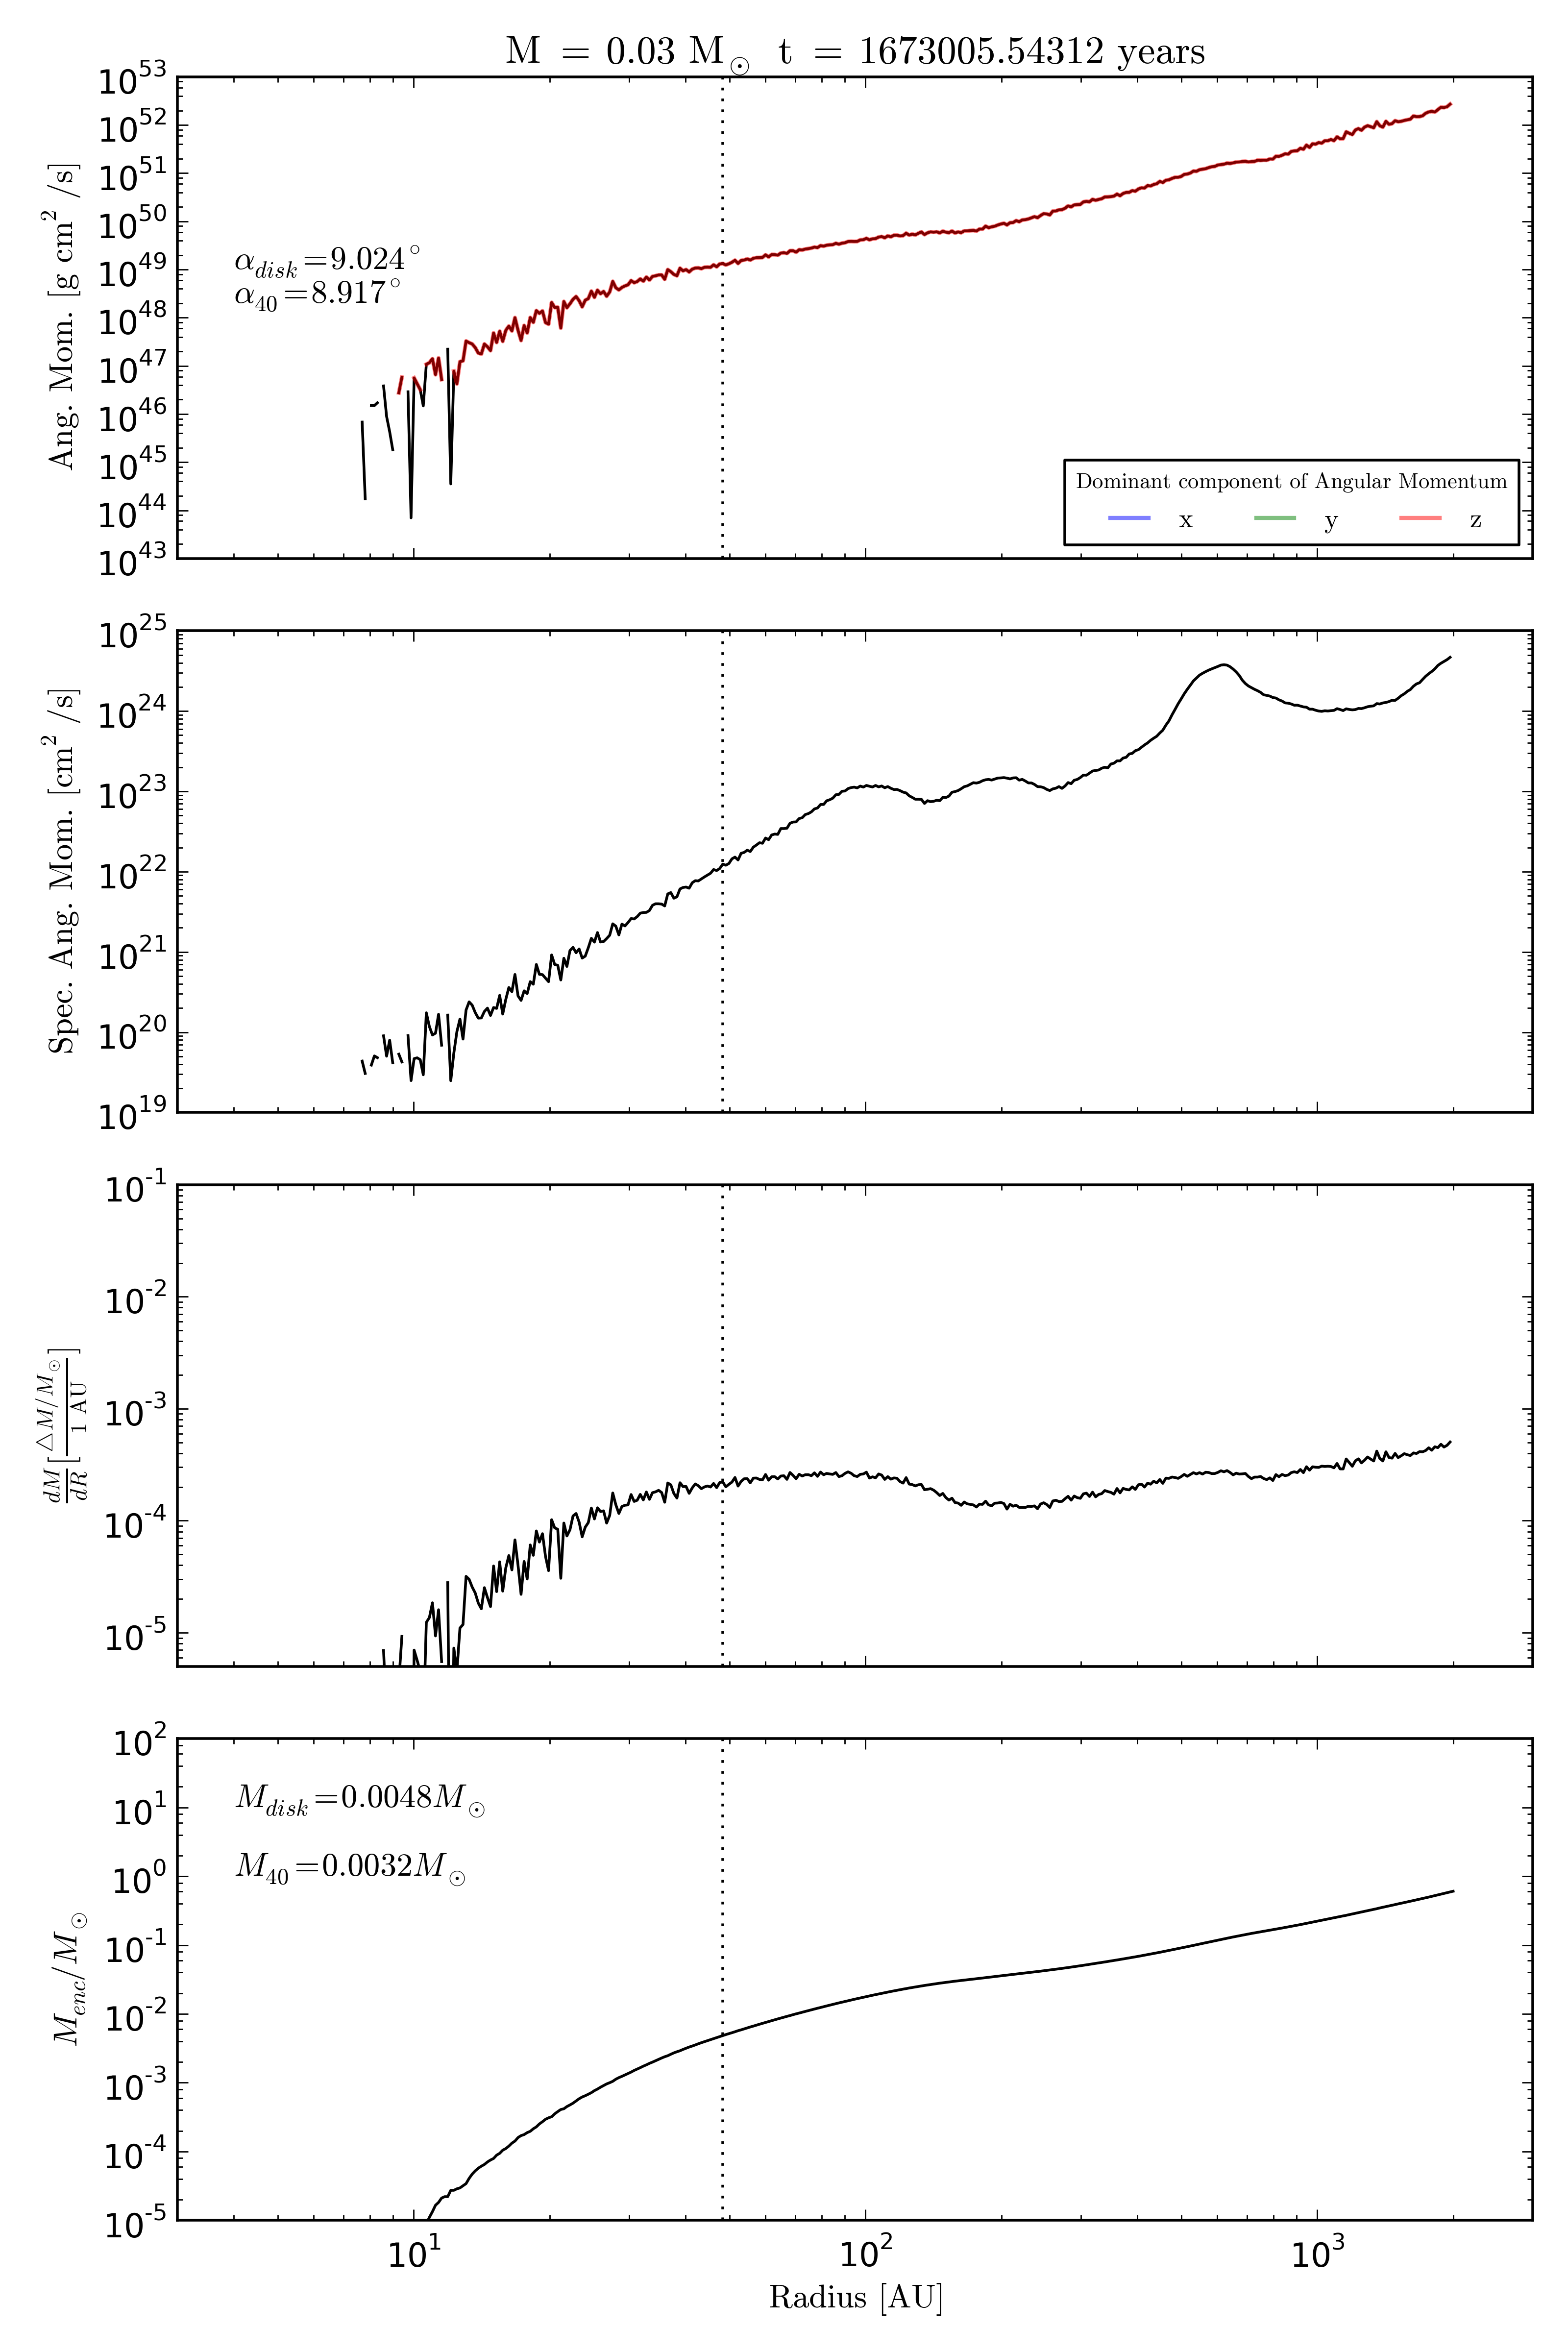 M = 0.03 M⊙ t = 1673005.54312 years
10^53
10^52
10^51
10^50
10^49
10^48
10^47
10^46
10^45
10^44
10^43
Ang. Mom. [g cm^2 /s]
α_disk=9.024°
α_40=8.917°
Dominant component of Angular Momentum
x y z
10^25
10^24
10^23
10^22
10^21
10^20
10^19
Spec. Ang. Mom. [cm^2 /s]
10^-1
10^-2
10^-3
10^-4
10^-5
dM/dR [△M/M⊙ / 1 AU]
10^2
10^1
10^0
10^-1
10^-2
10^-3
10^-4
10^-5
M_enc/M⊙
M_disk=0.0048M⊙
M_40=0.0032M⊙
10^1 10^2 10^3
Radius [AU]